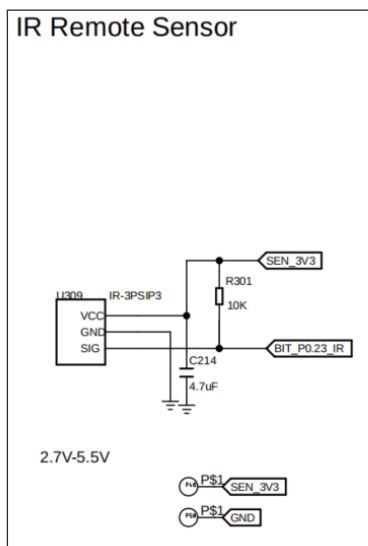 IR Remote Sensor
SEN_3V3
R301
10K
U309 IR-3PSIP3
VCC
GND
SIG
BIT_P0.23_IR
C214
4.7uF
2.7V-5.5V
P$1 SEN_3V3
P$1 GND